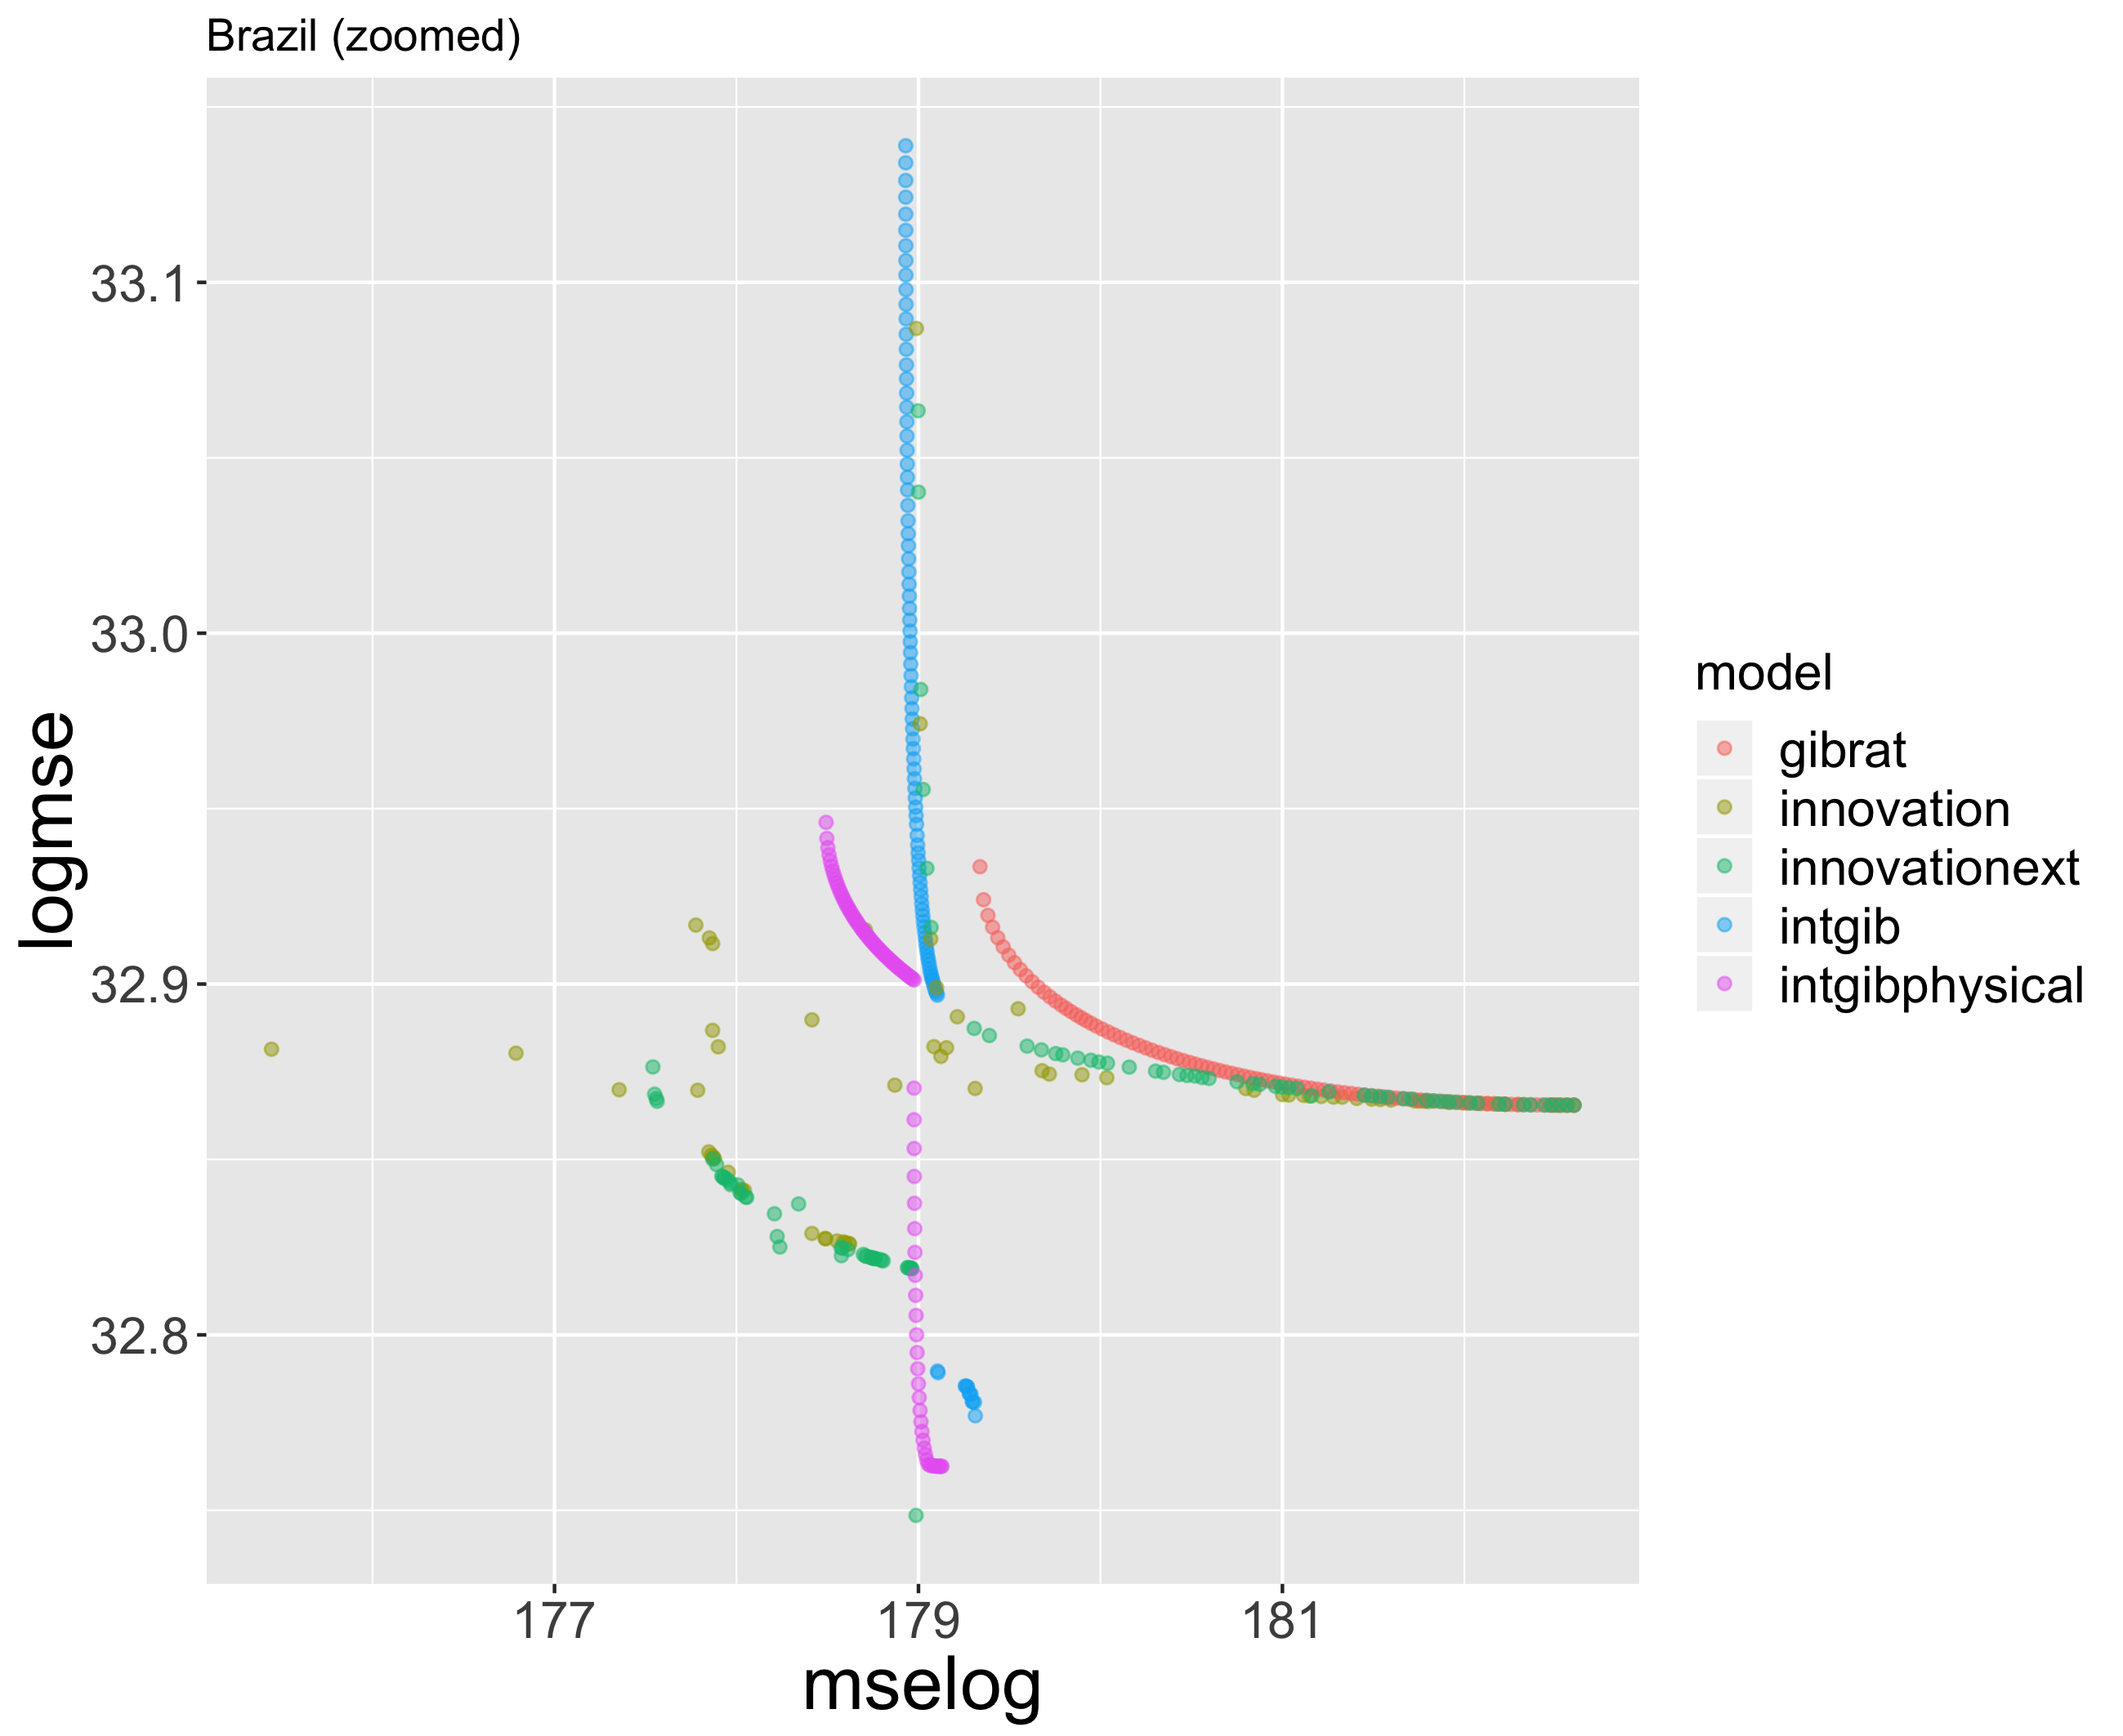 Brazil (zoomed)
33.1
33.0
32.9
32.8
logmse
177 179 181
mselog
model
gibrat
innovation
innovationext
intgib
intgibphysical